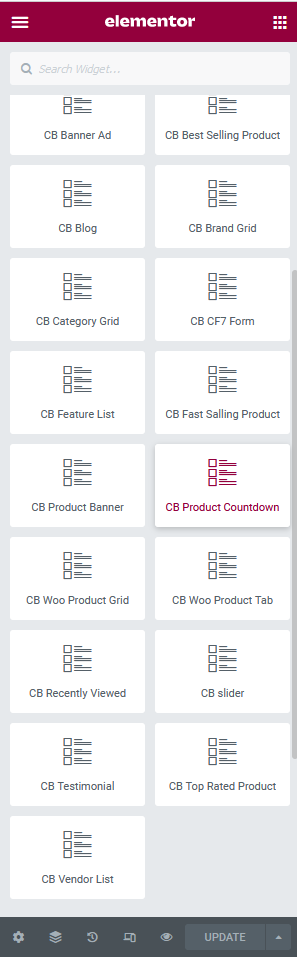 elementor
Search Widget...
CB Banner Ad
CB Best Selling Product
CB Blog
CB Brand Grid
CB Category Grid
CB CF7 Form
CB Feature List
CB Fast Selling Product
CB Product Banner
CB Product Countdown
CB Woo Product Grid
CB Woo Product Tab
CB Recently Viewed
CB slider
CB Testimonial
CB Top Rated Product
CB Vendor List
UPDATE